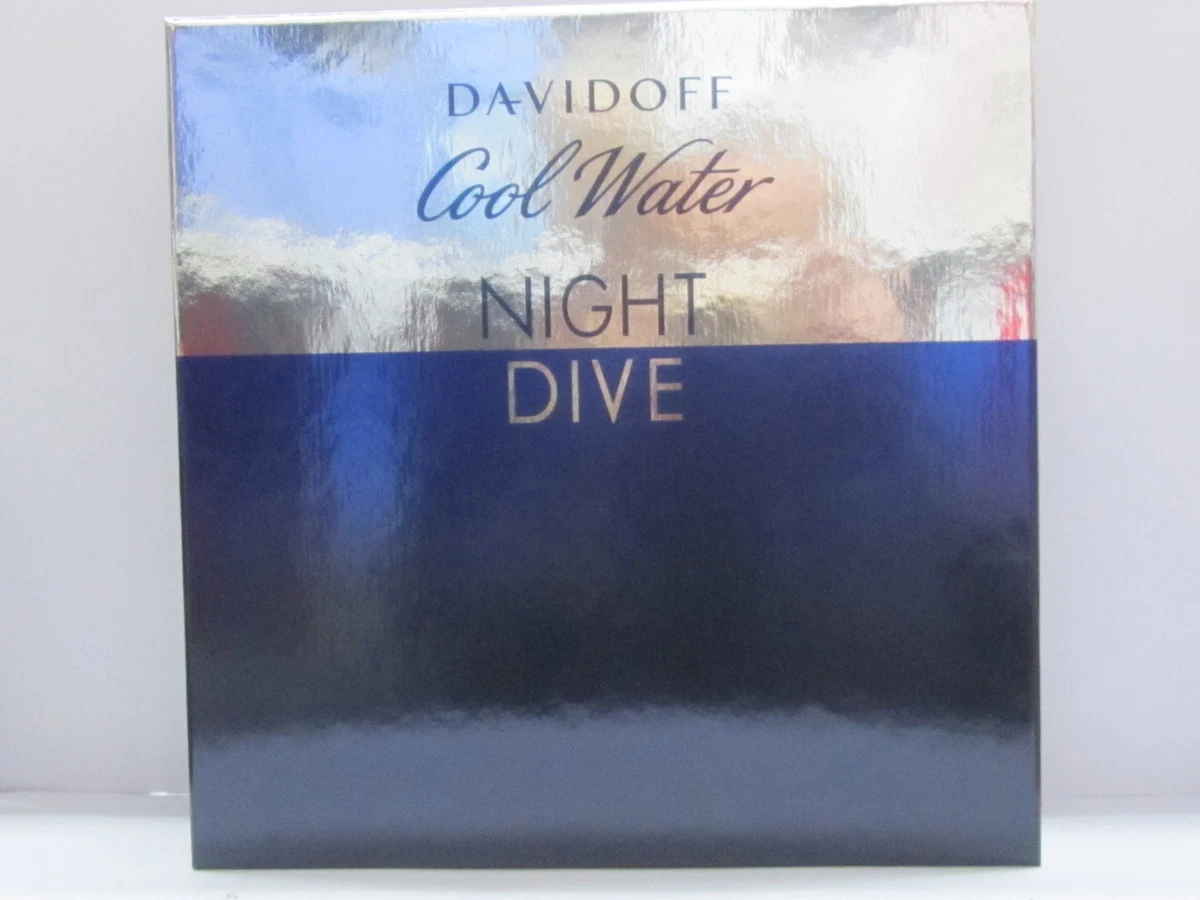 DAVIDOFF
Cool Water
NIGHT
DIVE